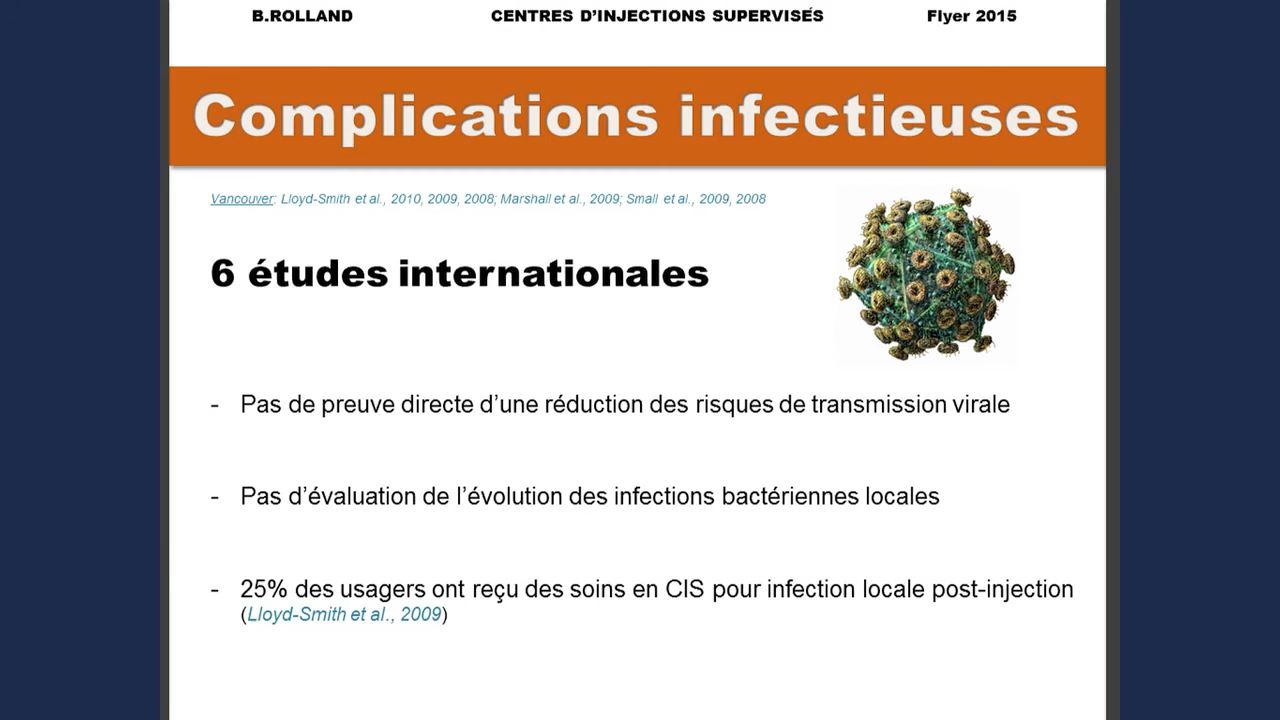 B.ROLLAND CENTRES D’INJECTIONS SUPERVISÉS Flyer 2015
Complications infectieuses
Vancouver: Lloyd-Smith et al., 2010, 2009, 2008; Marshall et al., 2009; Small et al., 2009, 2008
6 études internationales
- Pas de preuve directe d’une réduction des risques de transmission virale
- Pas d’évaluation de l’évolution des infections bactériennes locales
- 25% des usagers ont reçu des soins en CIS pour infection locale post-injection
(Lloyd-Smith et al., 2009)